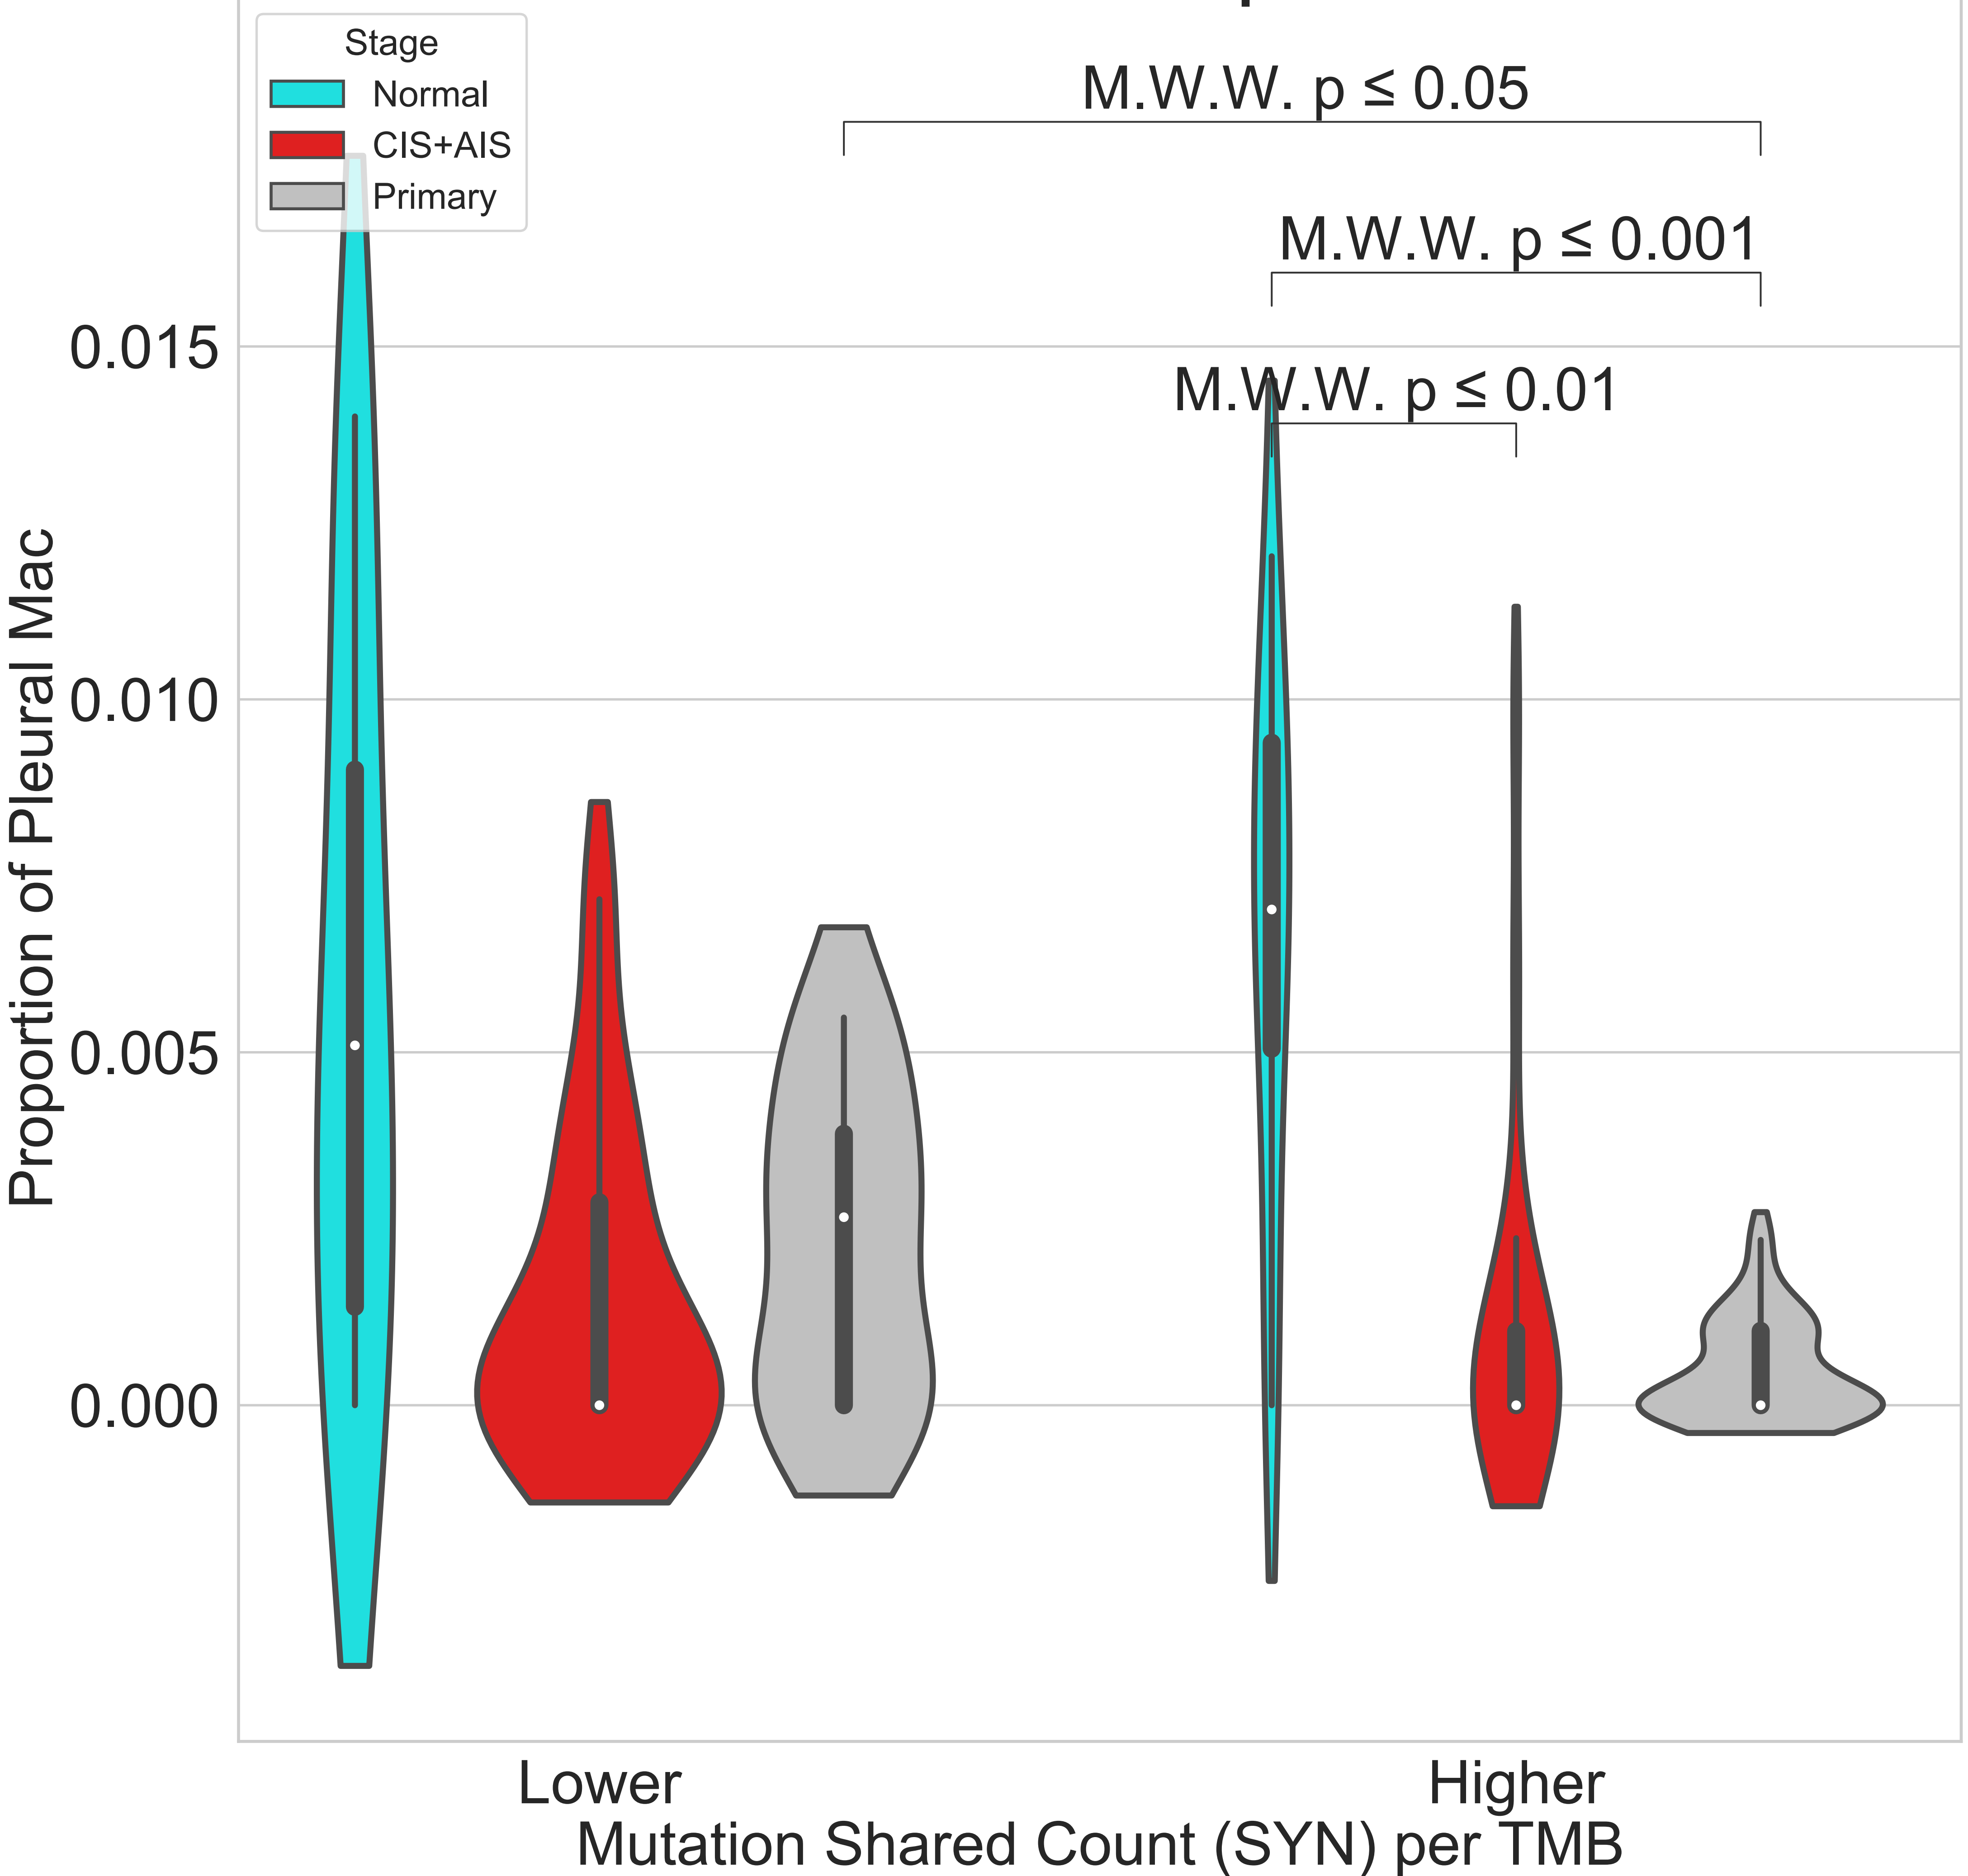 Stage
Normal
CIS+AIS
Primary
M.W.W. p ≤ 0.05
M.W.W. p ≤ 0.001
M.W.W. p ≤ 0.01
0.015
0.010
0.005
0.000
Proportion of Pleural Mac
Lower
Higher
Mutation Shared Count (SYN) per TMB